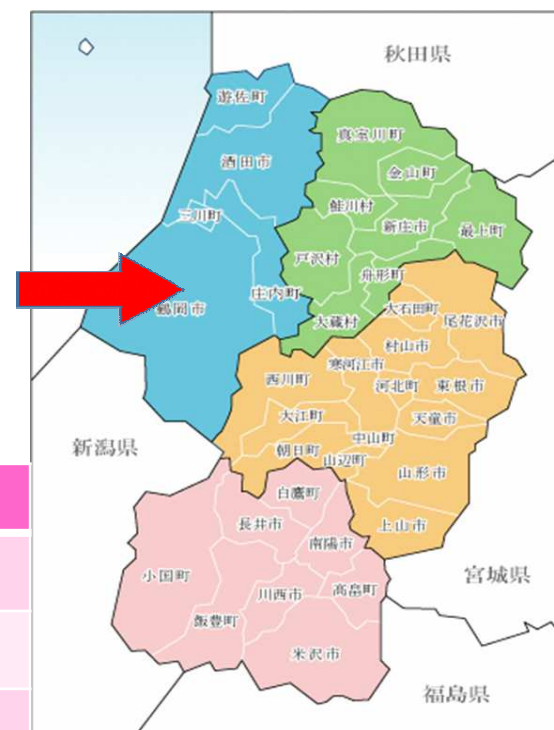 秋田県
遊佐町
真室川町
酒田市
金山町
鮭川村
三川町
新庄市
最上町
戸沢村
舟形町
庄内町
鶴岡市
大石田町
大蔵村
尾花沢市
村山市
寒河江市
西川町
河北町
東根市
大江町
天童市
中山町
新潟県
朝日町
山辺町
山形市
白鷹町
長井市
上山市
南陽市
小国町
宮城県
高畠町
川西市
飯豊町
米沢市
福島県